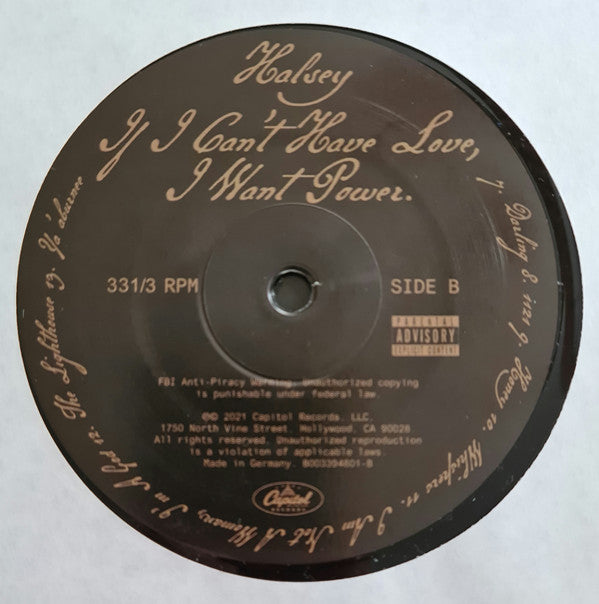 Halsey
If I Can't Have Love,
I Want Power.
331/3 RPM
SIDE B
PARENTAL
ADVISORY
EXPLICIT CONTENT
FBI Anti-Piracy Warning: Unauthorized copying
is punishable under federal law.
℗© 2021 Capitol Records, LLC.
1750 North Vine Street, Hollywood, CA 90028
All rights reserved. Unauthorized reproduction
is a violation of applicable laws.
Made in Germany. B003384601-B
Capitol
RECORDS
7. Darling 8. 1121 9. Honey 10. Whispers 11. I Am Not A Woman, I'm A God 12. The Lighthouse 13. Ya'aburnee